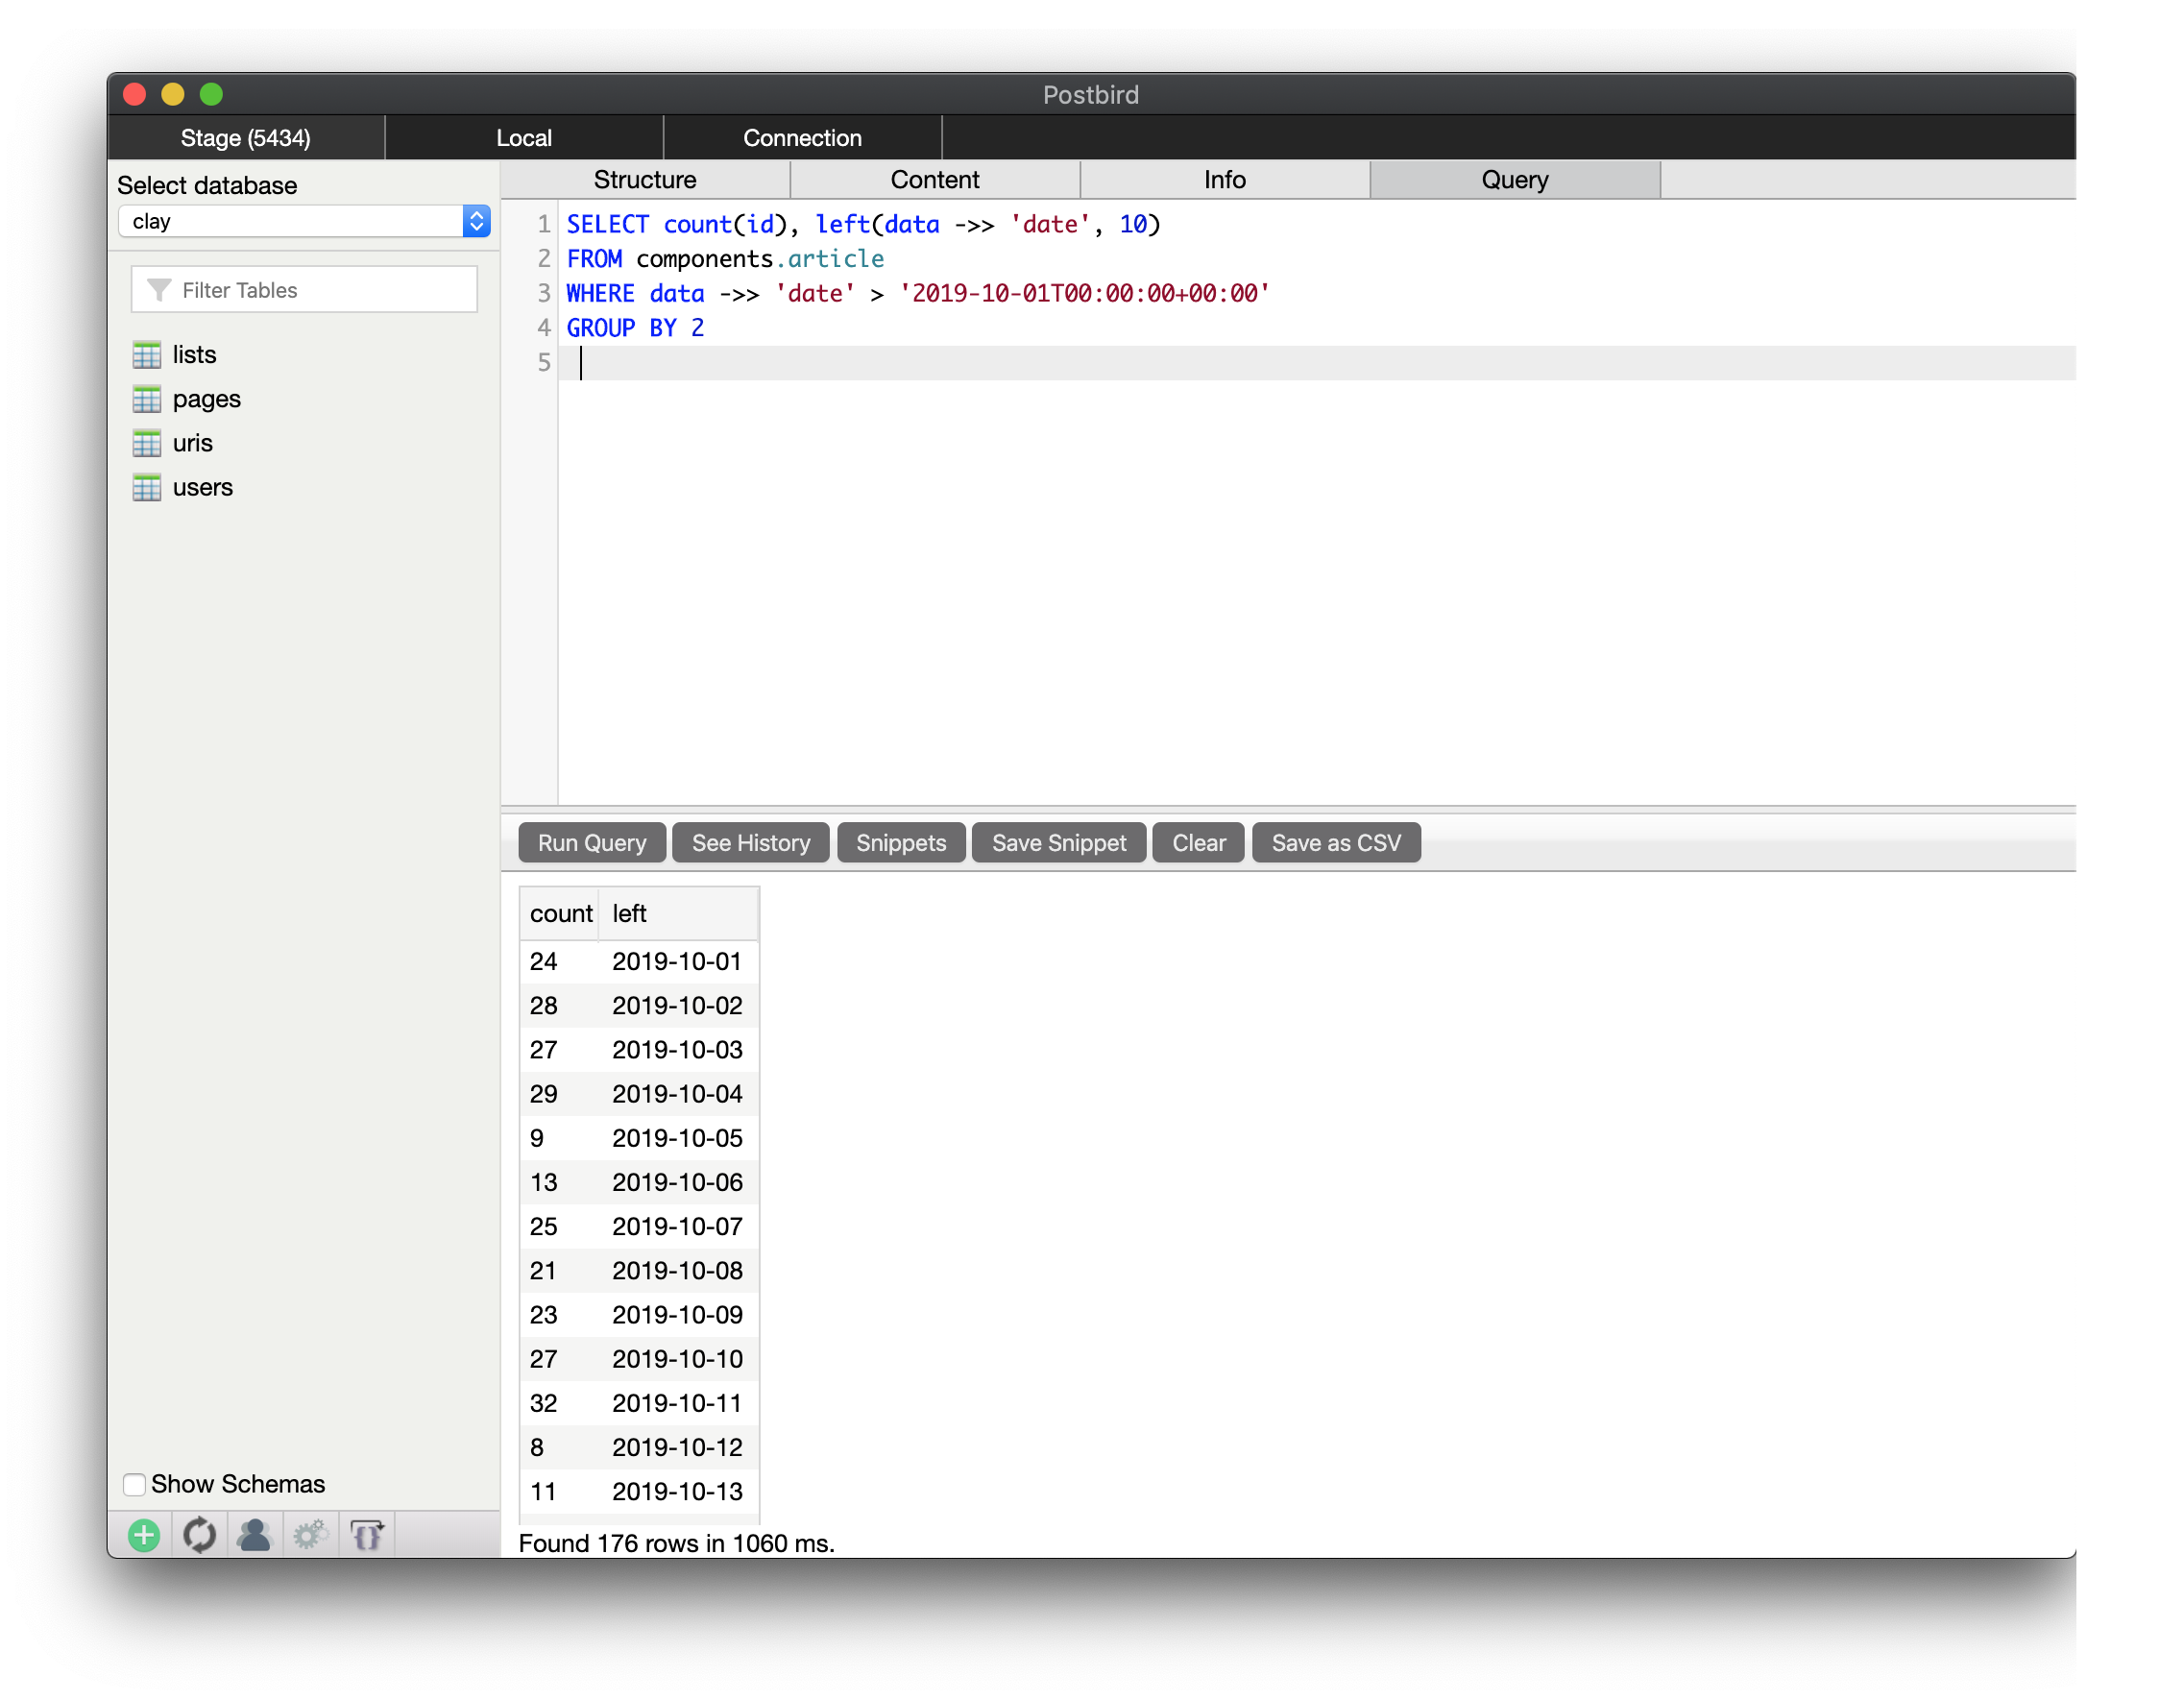 Postbird
Stage (5434) Local Connection
Select database
clay
Filter Tables
lists
pages
uris
users
Show Schemas
Structure Content Info Query
1 SELECT count(id), left(data ->> 'date', 10)
2 FROM components.article
3 WHERE data ->> 'date' > '2019-10-01T00:00:00+00:00'
4 GROUP BY 2
5
Run Query See History Snippets Save Snippet Clear Save as CSV
count left
24 2019-10-01
28 2019-10-02
27 2019-10-03
29 2019-10-04
9 2019-10-05
13 2019-10-06
25 2019-10-07
21 2019-10-08
23 2019-10-09
27 2019-10-10
32 2019-10-11
8 2019-10-12
11 2019-10-13
Found 176 rows in 1060 ms.